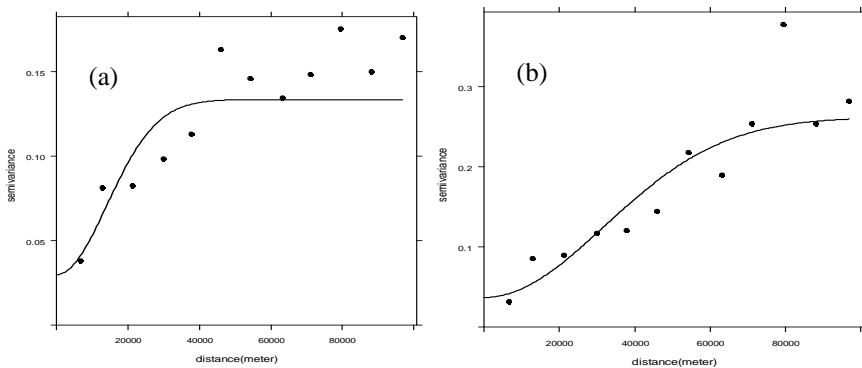 (a)
semivariance
0.15
0.10
0.05
20000 40000 60000 80000
distance(meter)
(b)
semivariance
0.3
0.2
0.1
20000 40000 60000 80000
distance(meter)